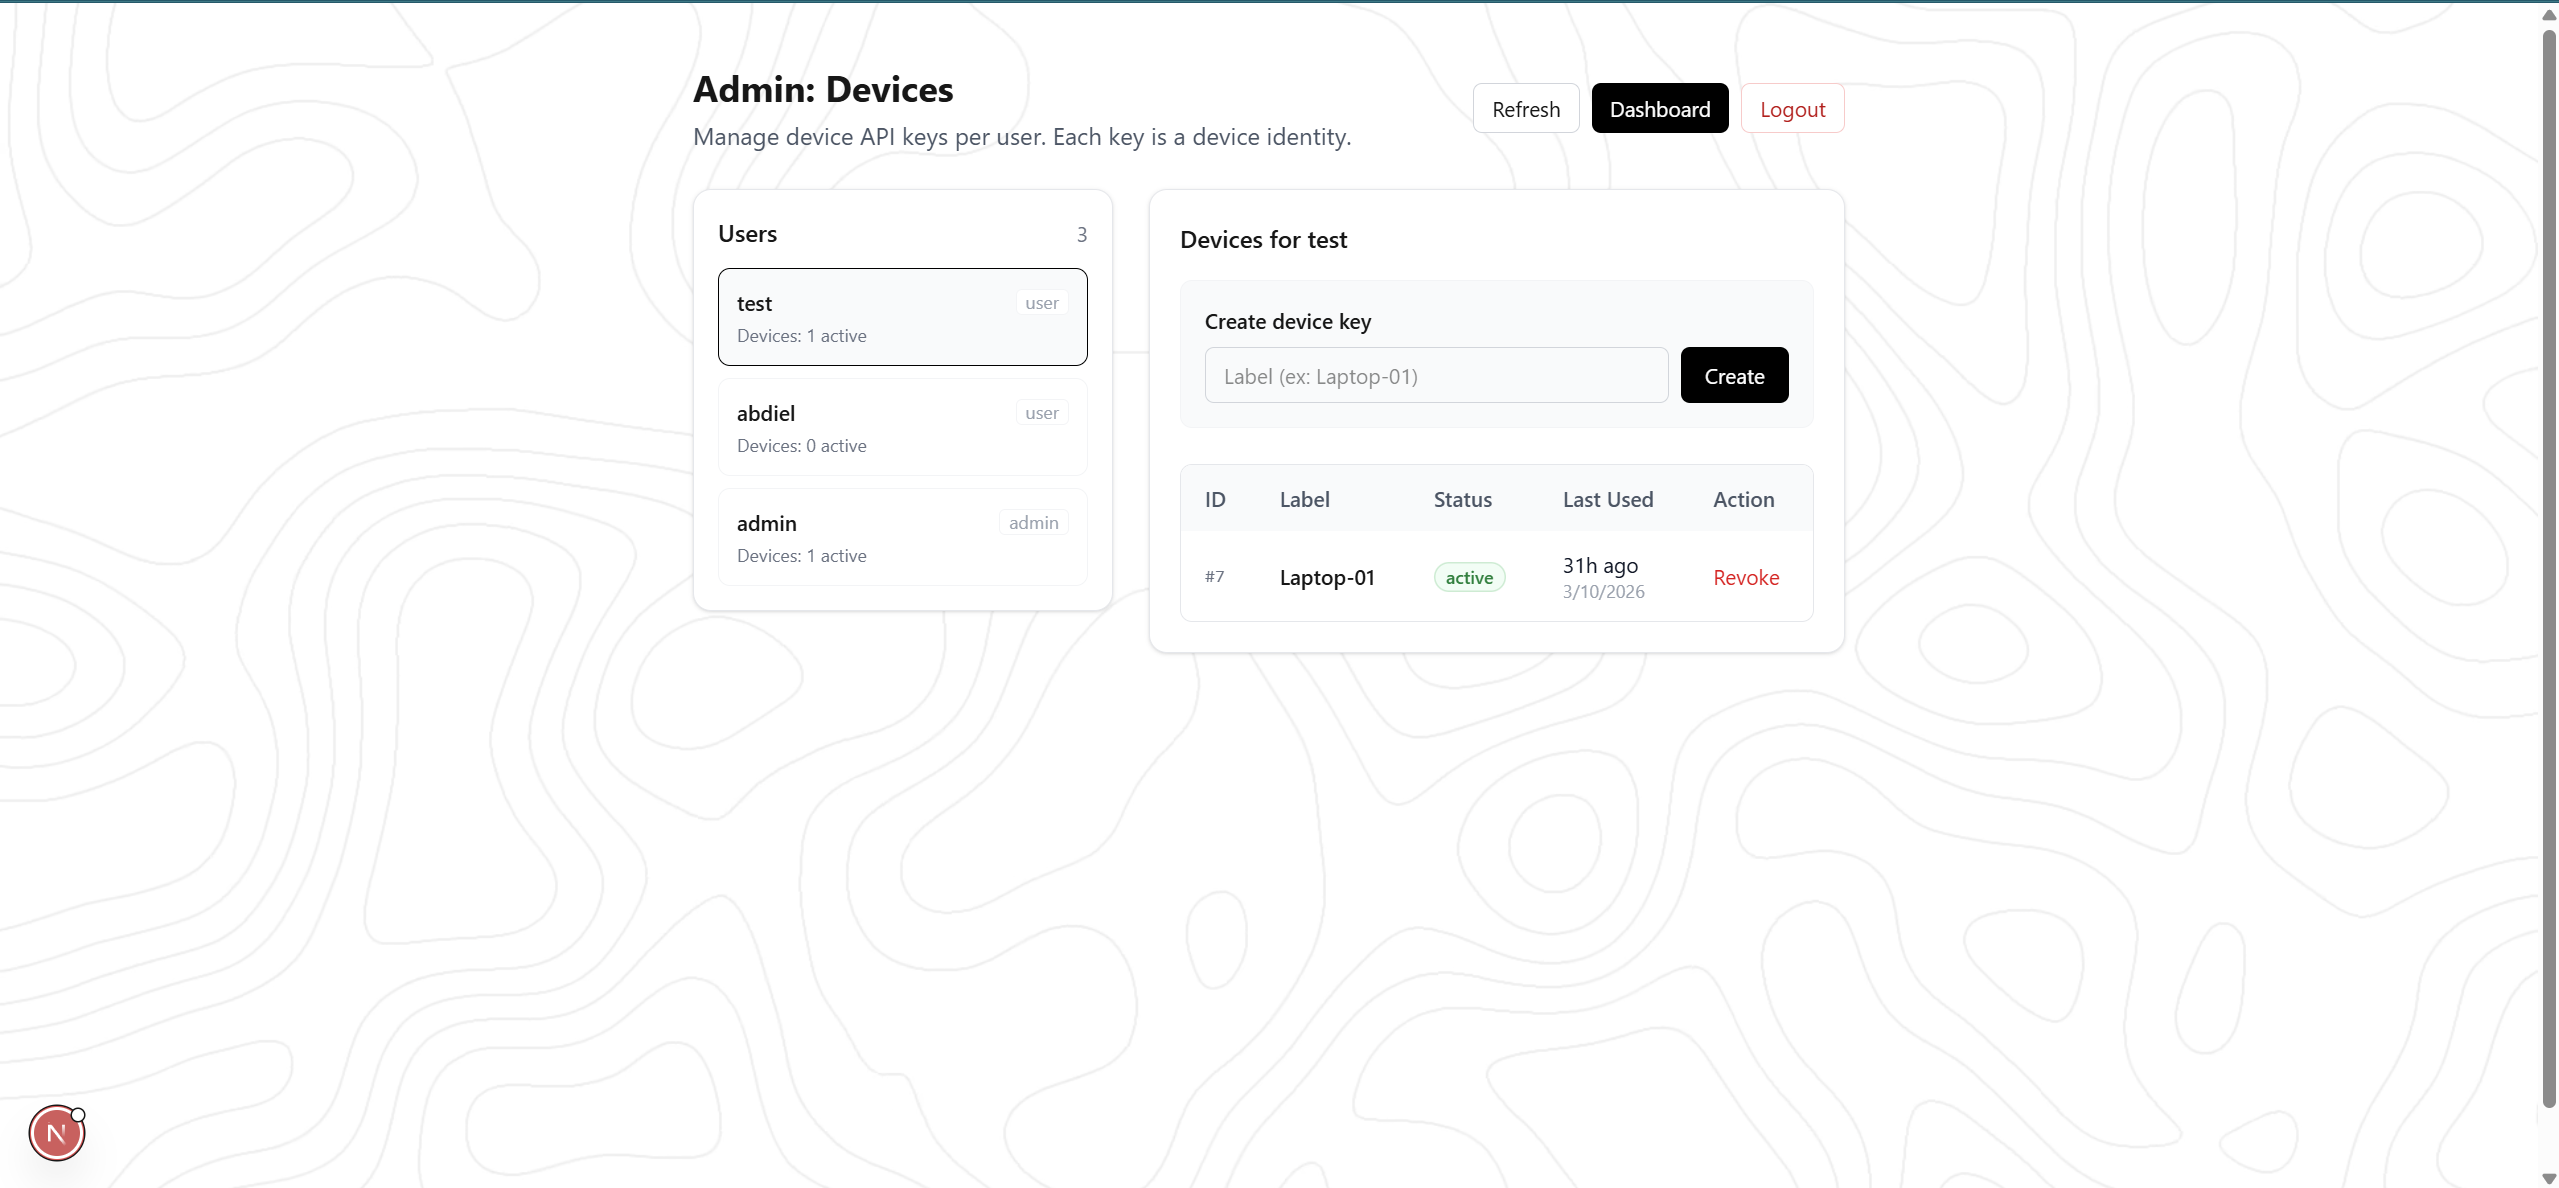 Admin: Devices
Manage device API keys per user. Each key is a device identity.
Refresh
Dashboard
Logout
Users
3
test
user
Devices: 1 active
abdiel
user
Devices: 0 active
admin
admin
Devices: 1 active
Devices for test
Create device key
Label (ex: Laptop-01)
Create
ID Label Status Last Used Action
#7 Laptop-01 active 31h ago Revoke
3/10/2026
N